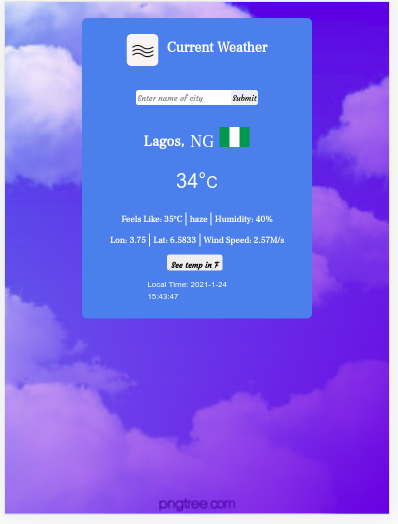 Current Weather
Enter name of city Submit
Lagos, NG
34°C
Feels Like: 35°C | haze | Humidity: 40%
Lon: 3.75 | Lat: 6.5833 | Wind Speed: 2.57M/s
See temp in F
Local Time: 2021-1-24
15:43:47
pngtree.com